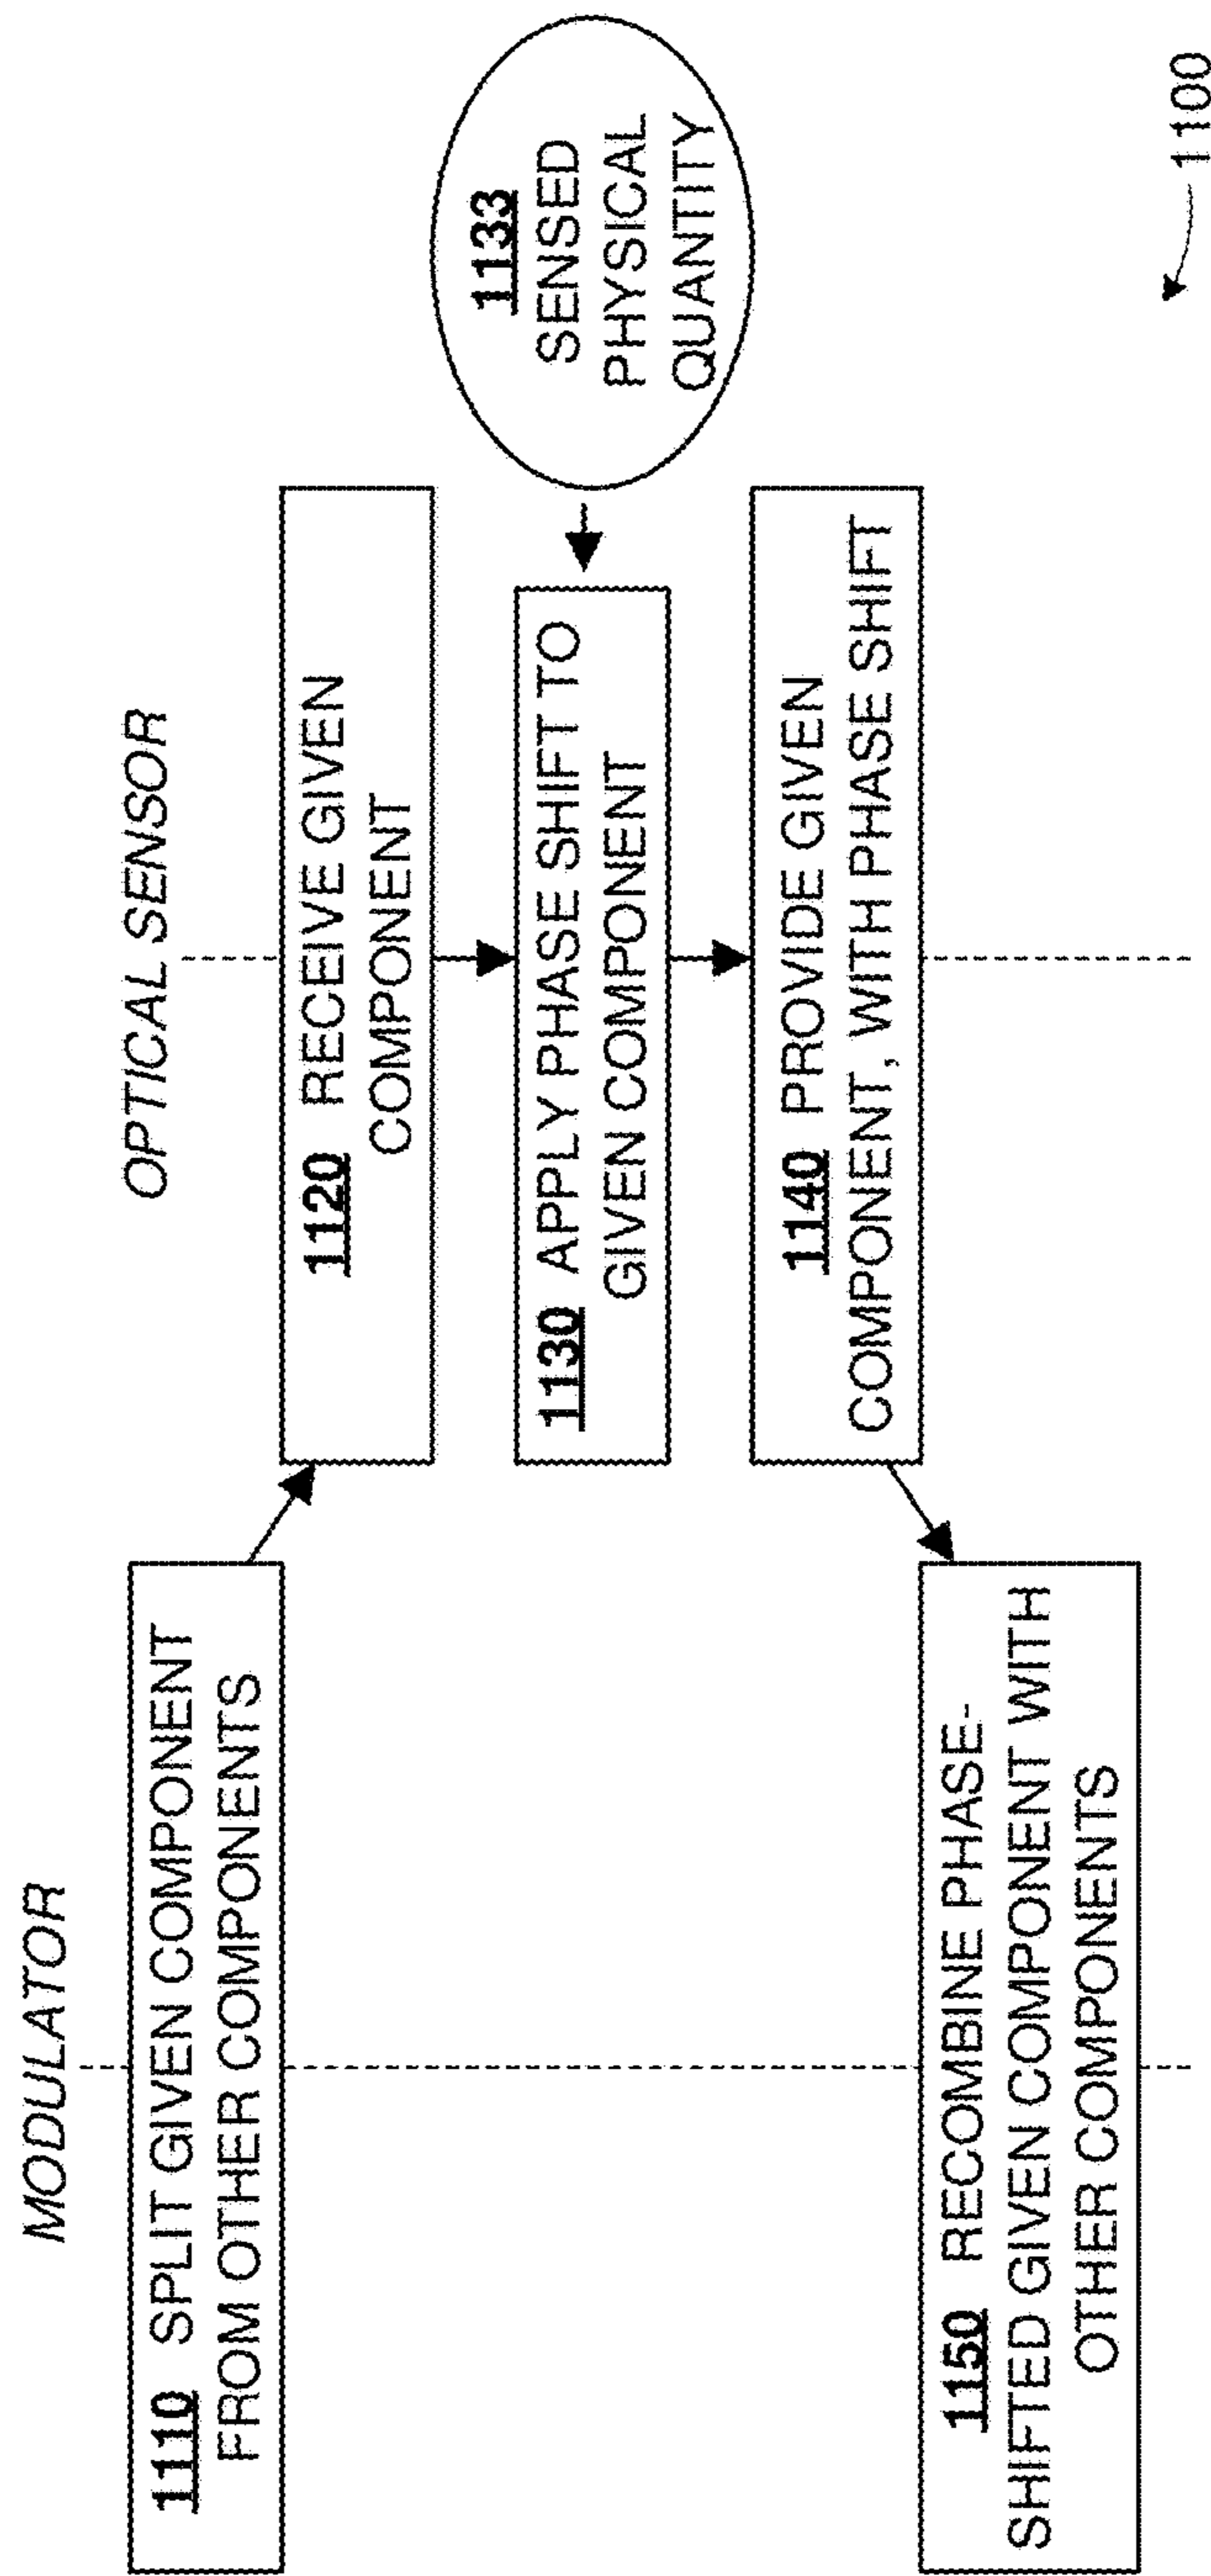 MODULATOR
OPTICAL SENSOR
1110 SPLIT GIVEN COMPONENT
FROM OTHER COMPONENTS
1120 RECEIVE GIVEN
COMPONENT
1130 APPLY PHASE SHIFT TO
GIVEN COMPONENT
1133
SENSED
PHYSICAL
QUANTITY
1140 PROVIDE GIVEN
COMPONENT, WITH PHASE SHIFT
1150 RECOMBINE PHASE-
SHIFTED GIVEN COMPONENT WITH
OTHER COMPONENTS
1100